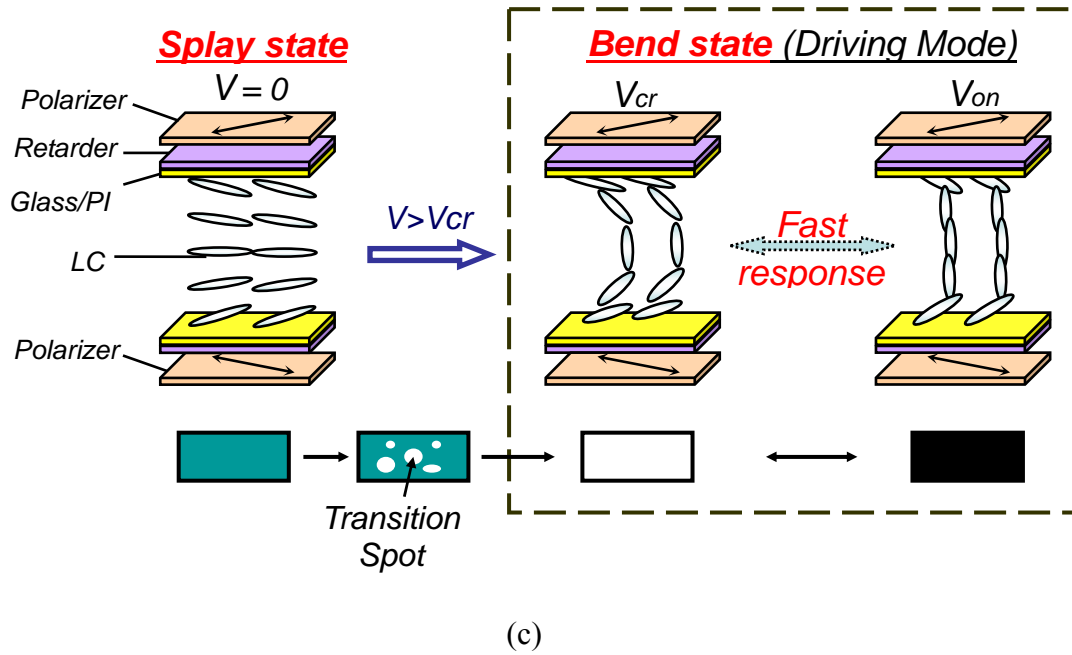 Splay state
V = 0
Polarizer
Retarder
Glass/PI
LC
Polarizer
V>Vcr
Bend state (Driving Mode)
Vcr
Von
Fast
response
Transition
Spot
(c)